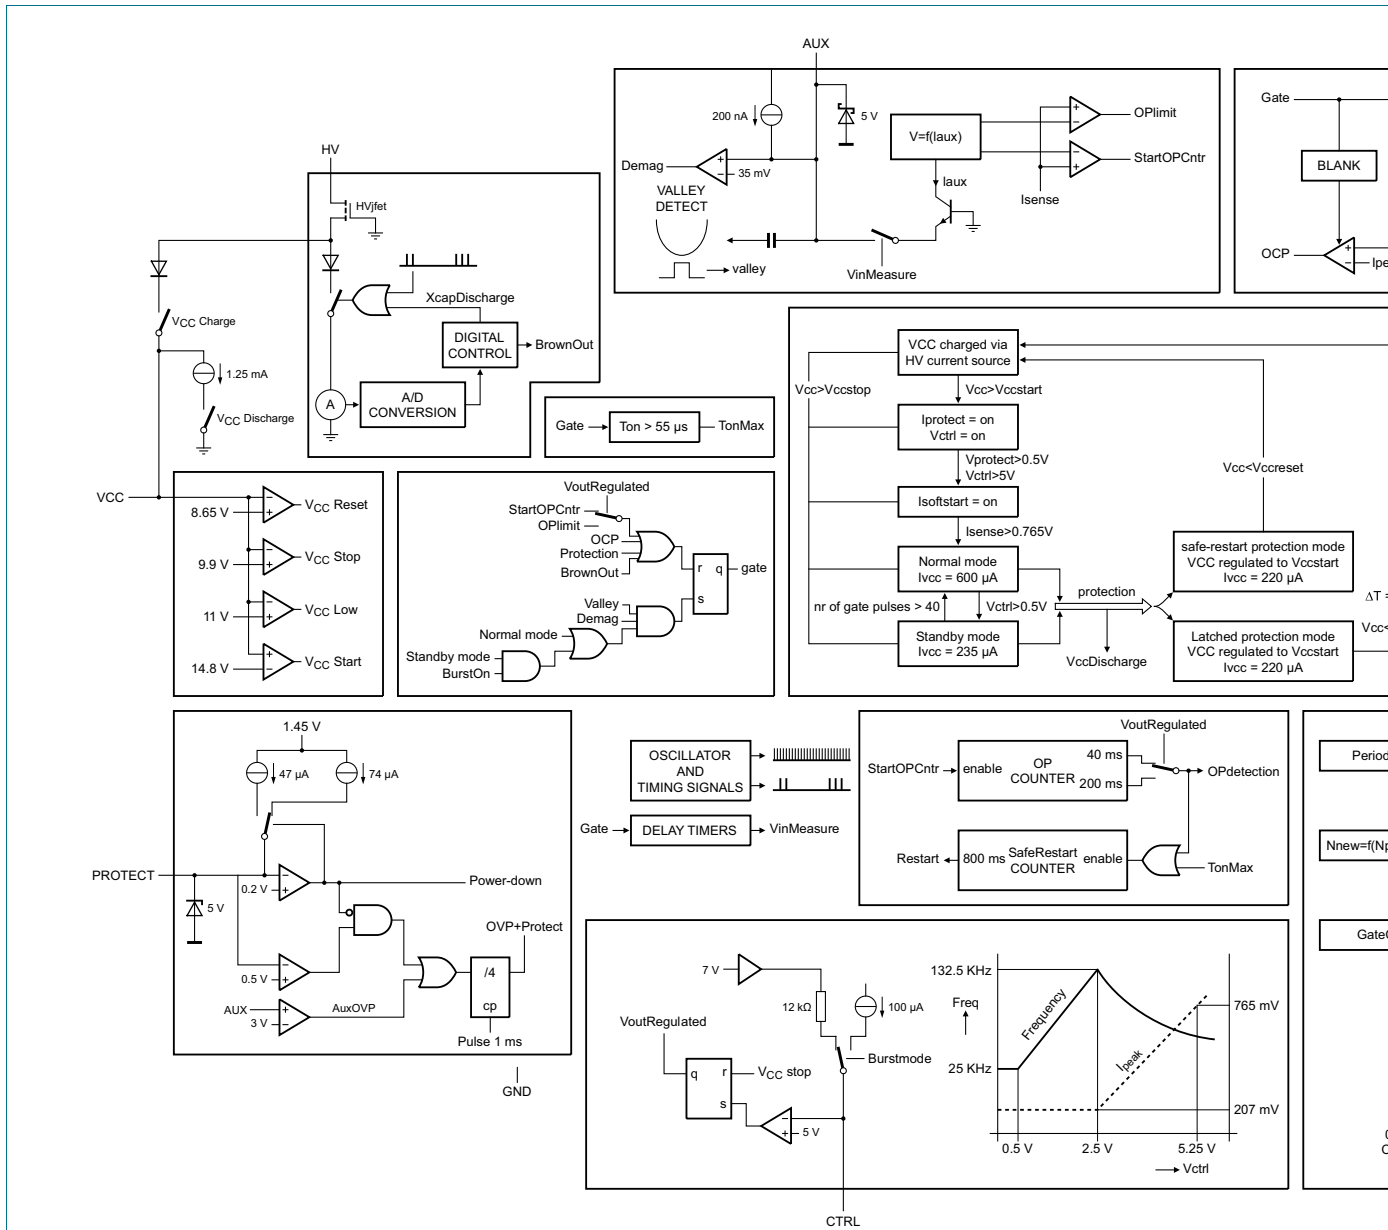 AUX
200 nA
5 V
V=f(Iaux)
+
−
OPlimit
Demag
+
−
35 mV
−
+
StartOPCntr
VALLEY
DETECT
Iaux
Isense
valley
VinMeasure
Gate
BLANK
OCP
+
−
Ipe
HV
HVjfet
XcapDischarge
DIGITAL
CONTROL
BrownOut
A
A/D
CONVERSION
VCC Charge
1.25 mA
VCC Discharge
Gate
Ton > 55 µs
TonMax
VCC charged via
HV current source
Vcc>Vccstop
Vcc>Vccstart
Iprotect = on
Vctrl = on
Vprotect>0.5V
Vctrl>5V
Isoftstart = on
Isense>0.765V
Normal mode
Ivcc = 600 µA
nr of gate pulses > 40
Vctrl>0.5V
Standby mode
Ivcc = 235 µA
protection
VccDischarge
Vcc<Vccreset
safe-restart protection mode
VCC regulated to Vccstart
Ivcc = 220 µA
Latched protection mode
VCC regulated to Vccstart
Ivcc = 220 µA
ΔT =
Vcc<
VCC
−
+
8.65 V
VCC Reset
−
+
9.9 V
VCC Stop
−
+
11 V
VCC Low
+
−
14.8 V
VCC Start
VoutRegulated
StartOPCntr
OPlimit
OCP
Protection
BrownOut
r
q
s
gate
Valley
Demag
Normal mode
Standby mode
BurstOn
1.45 V
47 µA
74 µA
PROTECT
−
+
0.2 V
5 V
Power-down
−
+
0.5 V
AUX
+
−
3 V
AuxOVP
OVP+Protect
/4
cp
Pulse 1 ms
GND
OSCILLATOR
AND
TIMING SIGNALS
Gate
DELAY TIMERS
VinMeasure
VoutRegulated
StartOPCntr
enable
OP
COUNTER
40 ms
200 ms
OPdetection
Restart
800 ms
SafeRestart
COUNTER
enable
TonMax
Period
Nnew=f(Np
7 V
12 kΩ
100 µA
VoutRegulated
Burstmode
q
r
s
VCC stop
−
+
5 V
CTRL
132.5 KHz
Freq
25 KHz
Frequency
Ipeak
765 mV
207 mV
0.5 V
2.5 V
5.25 V
Vctrl